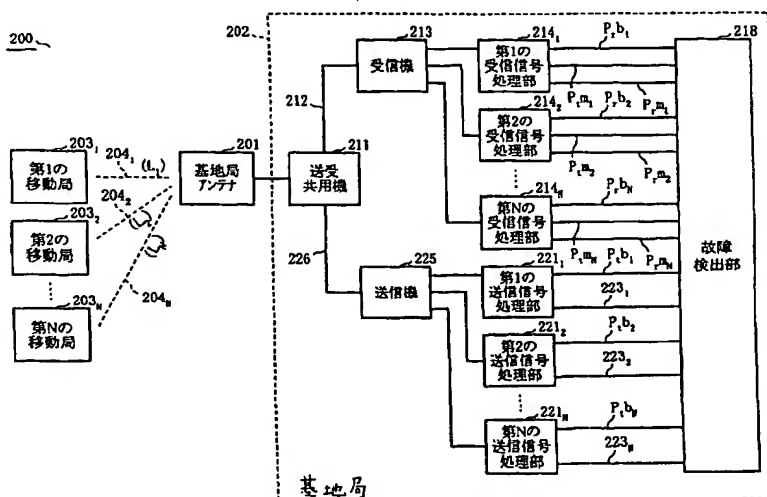 200
202
213
受信機
214₁
第1の
受信信号
処理部
Pᵣb₁
218
Pₜm₁
Pᵣm₁
212
214₂
第2の
受信信号
処理部
Pᵣb₂
Pₜm₂
Pᵣm₂
203₁
第1の
移動局
204₁
(L₁)
201
基地局
アンテナ
211
送受
共用機
204₂
203₂
第2の
移動局
214N
第Nの
受信信号
処理部
PᵣbN
PₜmN
PᵣmN
故障
検出部
226
225
送信機
221₁
第1の
送信信号
処理部
Pₜb₁
223₁
203N
第Nの
移動局
204N
221₂
第2の
送信信号
処理部
Pₜb₂
223₂
221N
第Nの
送信信号
処理部
PₜbN
223N
基地局